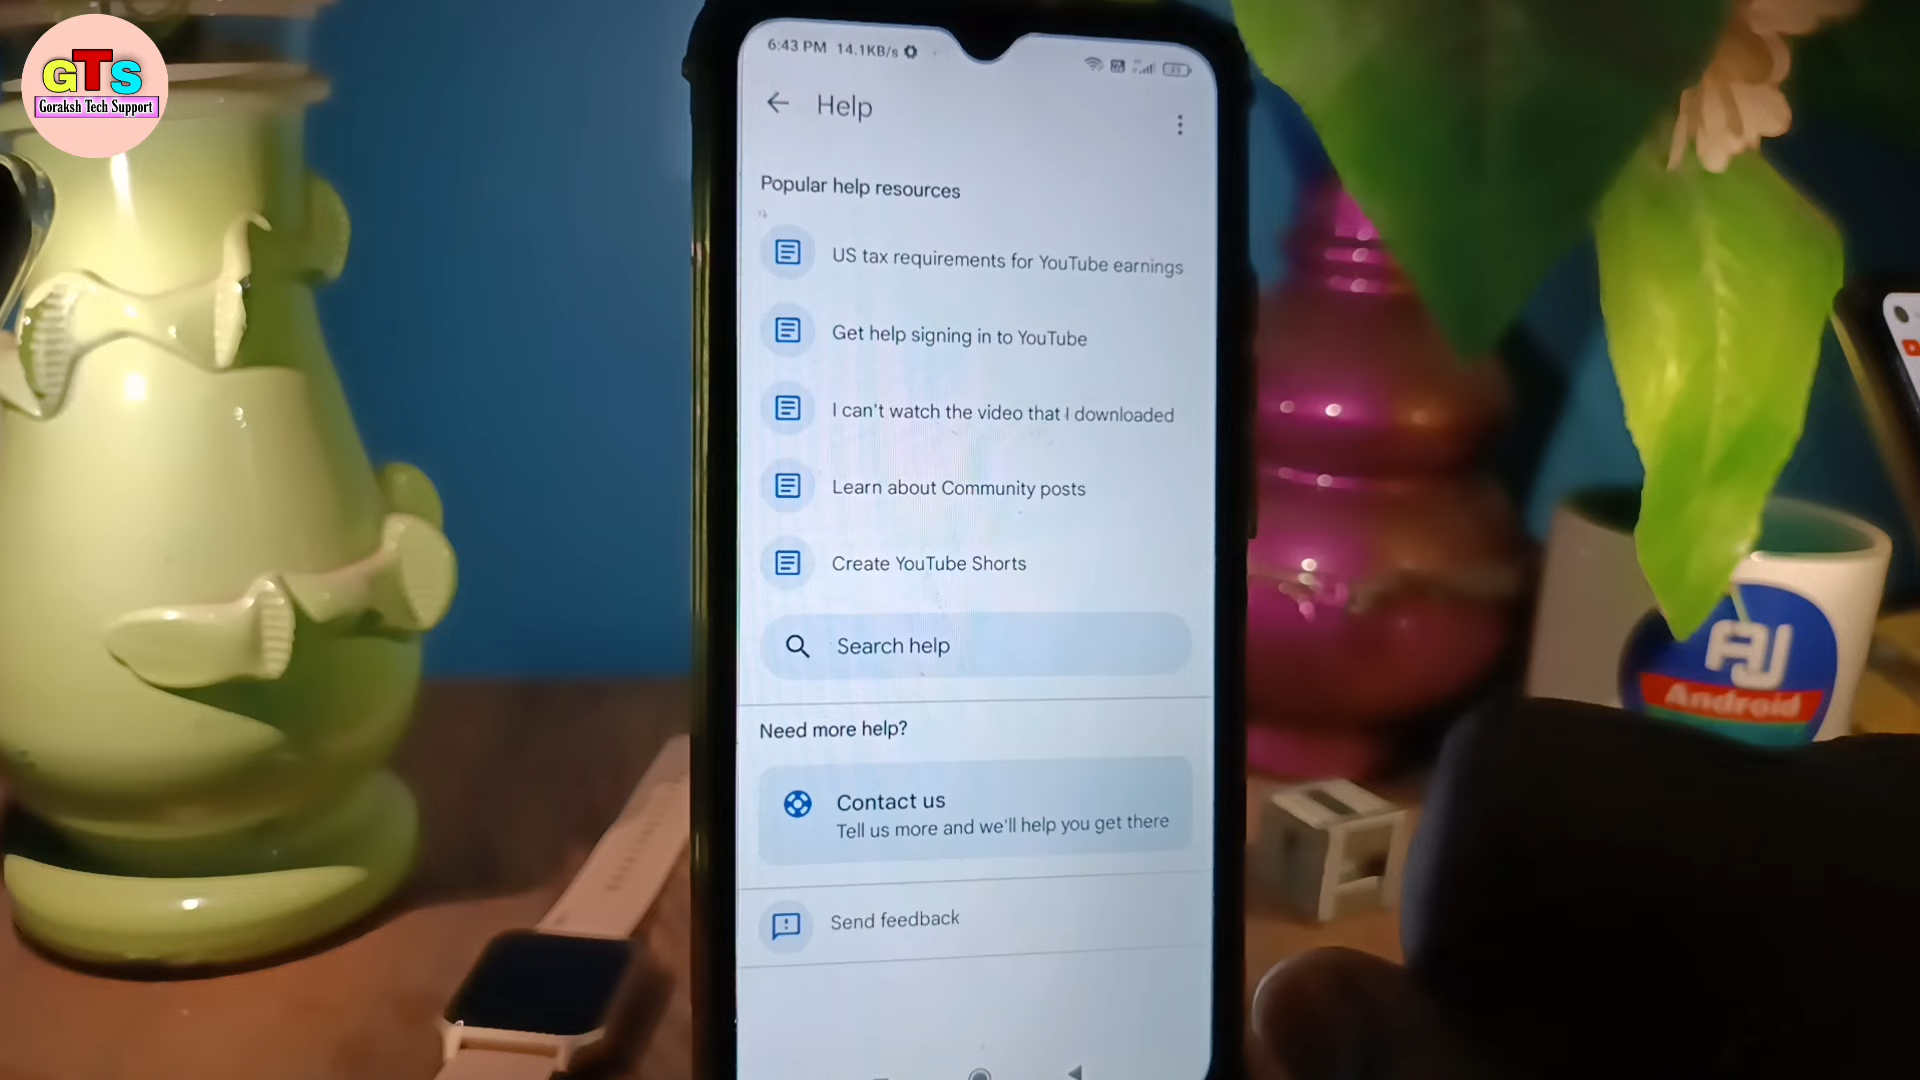 GTS
Goraksh Tech Support
6:43 PM 14.1KB/s
Help
Popular help resources
US tax requirements for YouTube earnings
Get help signing in to YouTube
I can't watch the video that I downloaded
Learn about Community posts
Create YouTube Shorts
Search help
Need more help?
Contact us
Tell us more and we'll help you get there
Send feedback
AJ
Android